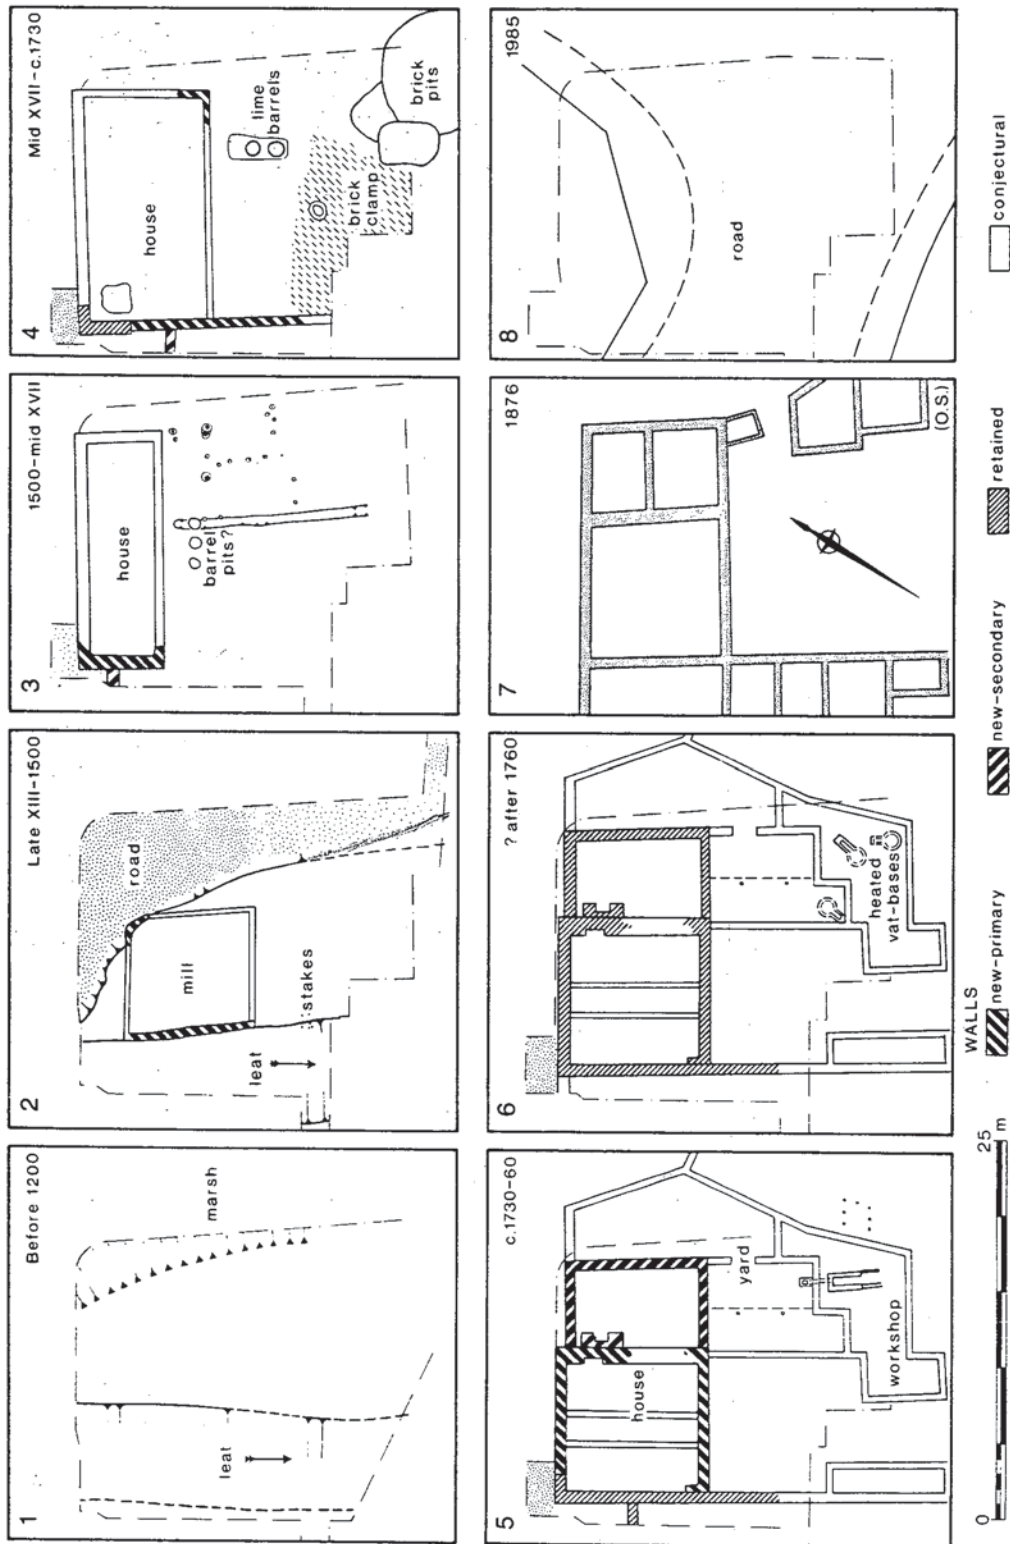 1
Before 1200
leat
marsh
2
Late XIII-1500
road
mill
leat
stakes
3
1500-mid XVII
house
barrel
pits?
4
Mid XVII-c.1730
house
lime
barrels
brick
clamp
brick
pits
5
c.1730-60
house
yard
workshop
6
? after 1760
heated
vat-bases
7
1876
(O.S.)
8
1985
road
0
25
m
WALLS
new-primary
new-secondary
retained
conjectural